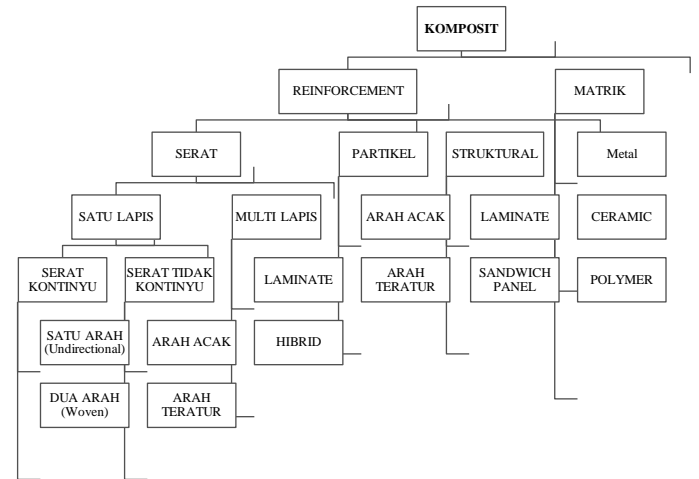 KOMPOSIT
REINFORCEMENT
MATRIK
SERAT
PARTIKEL
STRUKTURAL
Metal
SATU LAPIS
MULTI LAPIS
ARAH ACAK
LAMINATE
CERAMIC
SERAT
KONTINYU
SERAT TIDAK
KONTINYU
LAMINATE
ARAH
TERATUR
SANDWICH
PANEL
POLYMER
SATU ARAH
(Undirectional)
ARAH ACAK
HIBRID
DUA ARAH
(Woven)
ARAH
TERATUR